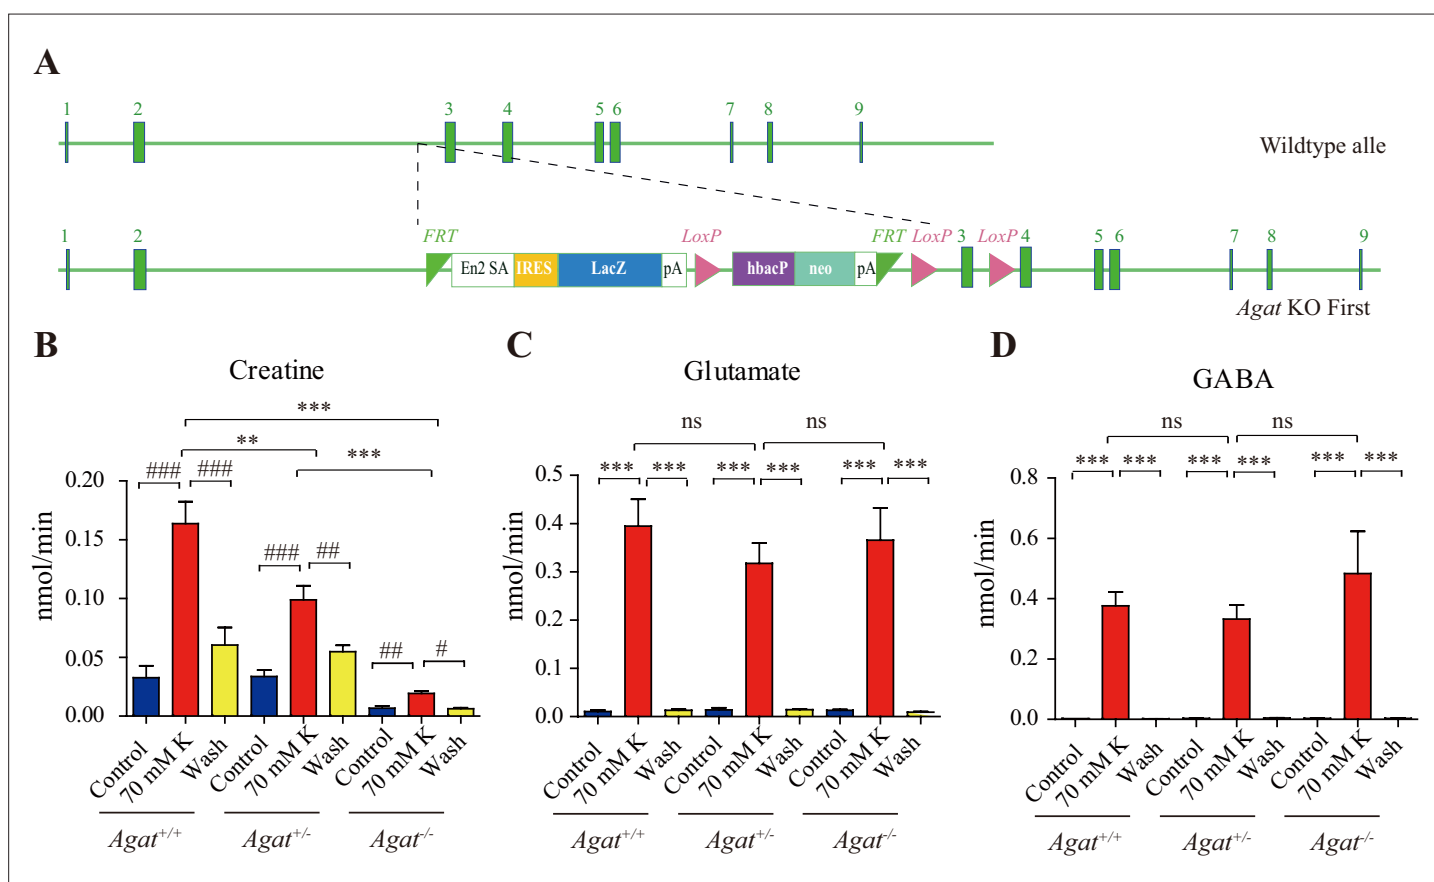 A
1 2 3 4 5 6 7 8 9
Wildtype alle
1 2 FRT LoxP FRT LoxP 3 LoxP 4 5 6 7 8 9
En2 SA IRES LacZ pA hbacP neo pA
Agat KO First
B
Creatine
***
**
***
### ###
### ##
## #
nmol/min
0.20
0.15
0.10
0.05
0.00
Control 70 mM K Wash Control 70 mM K Wash Control 70 mM K Wash
Agat+/+ Agat+/- Agat-/-
C
Glutamate
ns ns
*** *** *** *** *** ***
nmol/min
0.5
0.4
0.3
0.2
0.1
0.0
Control 70 mM K Wash Control 70 mM K Wash Control 70 mM K Wash
Agat+/+ Agat+/- Agat-/-
D
GABA
ns ns
*** *** *** *** *** ***
nmol/min
0.8
0.6
0.4
0.2
0.0
Control 70 mM K Wash Control 70 mM K Wash Control 70 mM K Wash
Agat+/+ Agat+/- Agat-/-